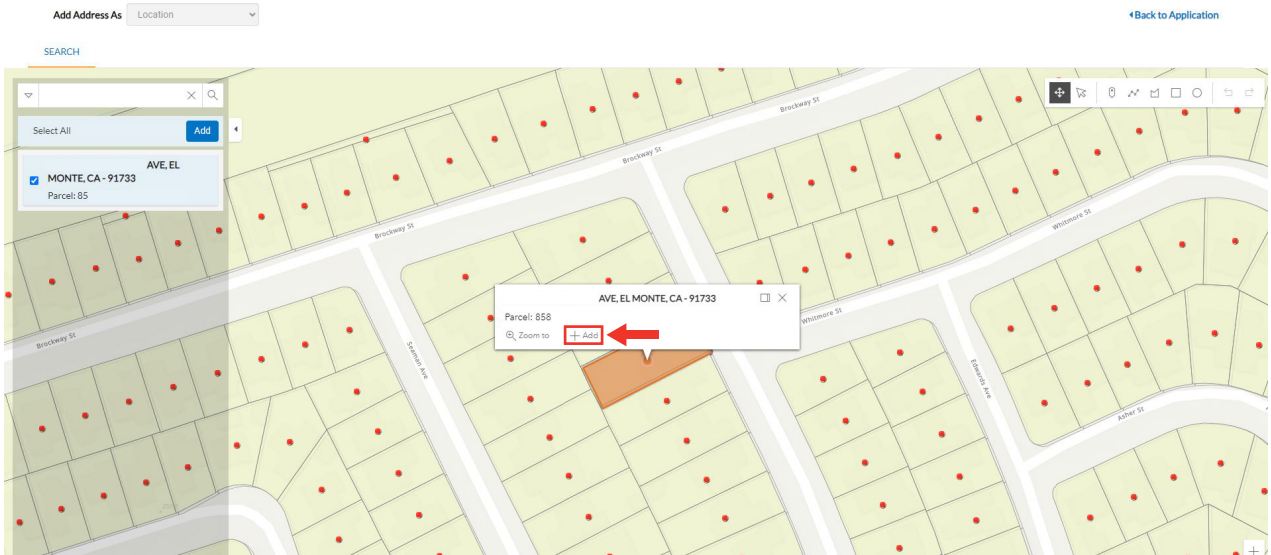 Add Address As Location
Back to Application
SEARCH
Select All Add
AVE, EL
MONTE, CA - 91733
Parcel: 85
Brockway St
Brockway St
Brockway St
Brockway St
Seaman Ave
Whitmore St
Whitmore St
Edwards Ave
Asher St
AVE, EL MONTE, CA - 91733
Parcel: 858
Zoom to + Add